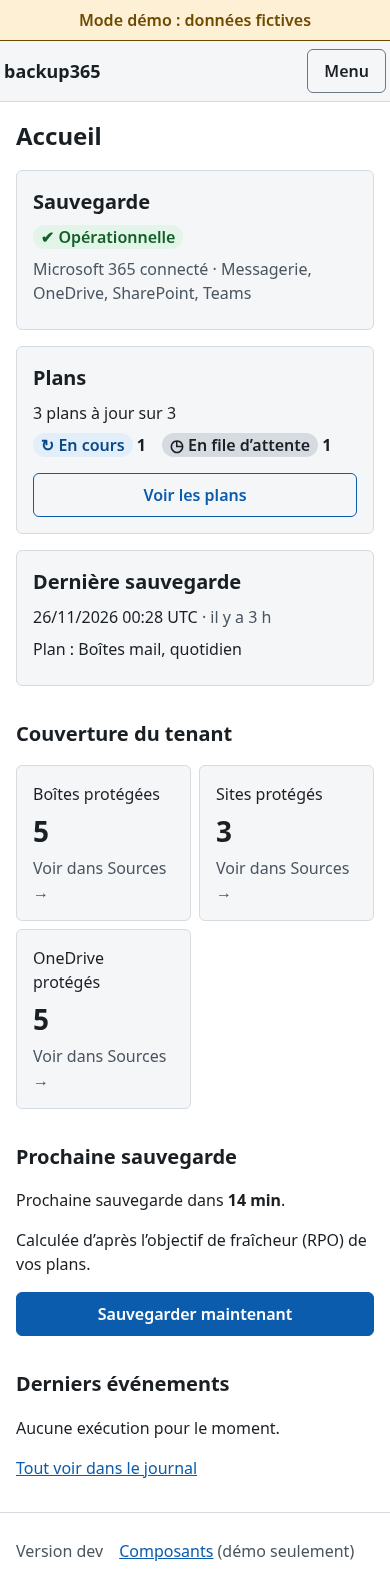 Mode démo : données fictives
backup365
Menu
Accueil
Sauvegarde
✔ Opérationnelle
Microsoft 365 connecté · Messagerie,
OneDrive, SharePoint, Teams
Plans
3 plans à jour sur 3
↻ En cours 1 ◷ En file d’attente 1
Voir les plans
Dernière sauvegarde
26/11/2026 00:28 UTC · il y a 3 h
Plan : Boîtes mail, quotidien
Couverture du tenant
Boîtes protégées
5
Voir dans Sources
→
Sites protégés
3
Voir dans Sources
→
OneDrive
protégés
5
Voir dans Sources
→
Prochaine sauvegarde
Prochaine sauvegarde dans 14 min.
Calculée d’après l’objectif de fraîcheur (RPO) de
vos plans.
Sauvegarder maintenant
Derniers événements
Aucune exécution pour le moment.
Tout voir dans le journal
Version dev Composants (démo seulement)